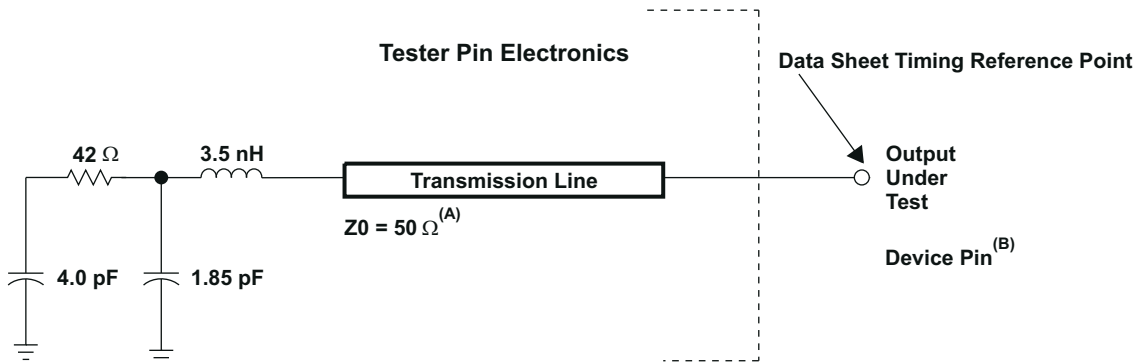 Tester Pin Electronics
Data Sheet Timing Reference Point
42 Ω
3.5 nH
Transmission Line
Output
Under
Test
Z0 = 50 Ω(A)
Device Pin(B)
4.0 pF
1.85 pF